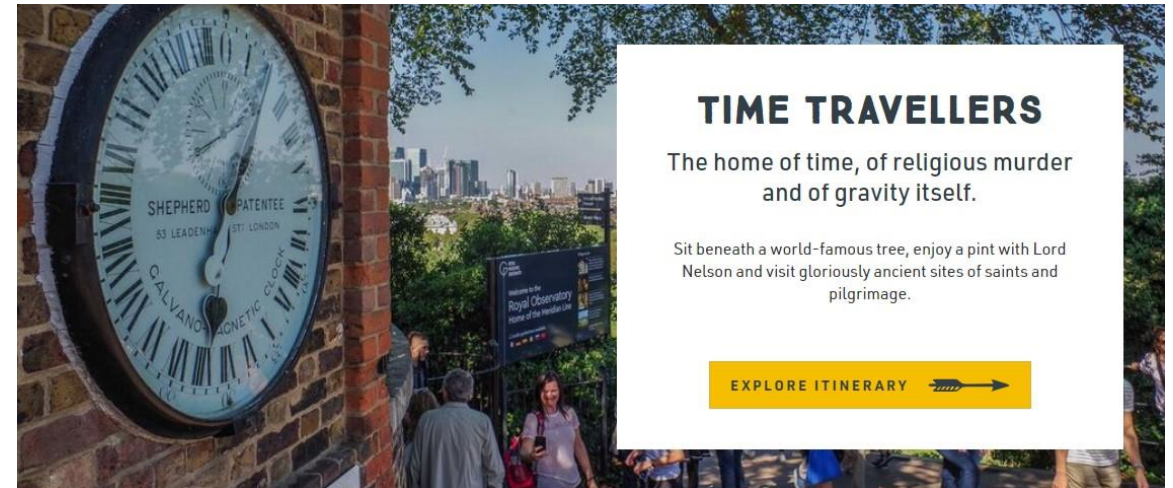 SHEPHERD PATENTEE
53 LEADENHALL ST? LONDON
GALVANO-MAGNETIC CLOCK
Welcome to the
Royal Observatory
Home of the Meridian Line
TIME TRAVELLERS
The home of time, of religious murder
and of gravity itself.
Sit beneath a world-famous tree, enjoy a pint with Lord
Nelson and visit gloriously ancient sites of saints and
pilgrimage.
EXPLORE ITINERARY